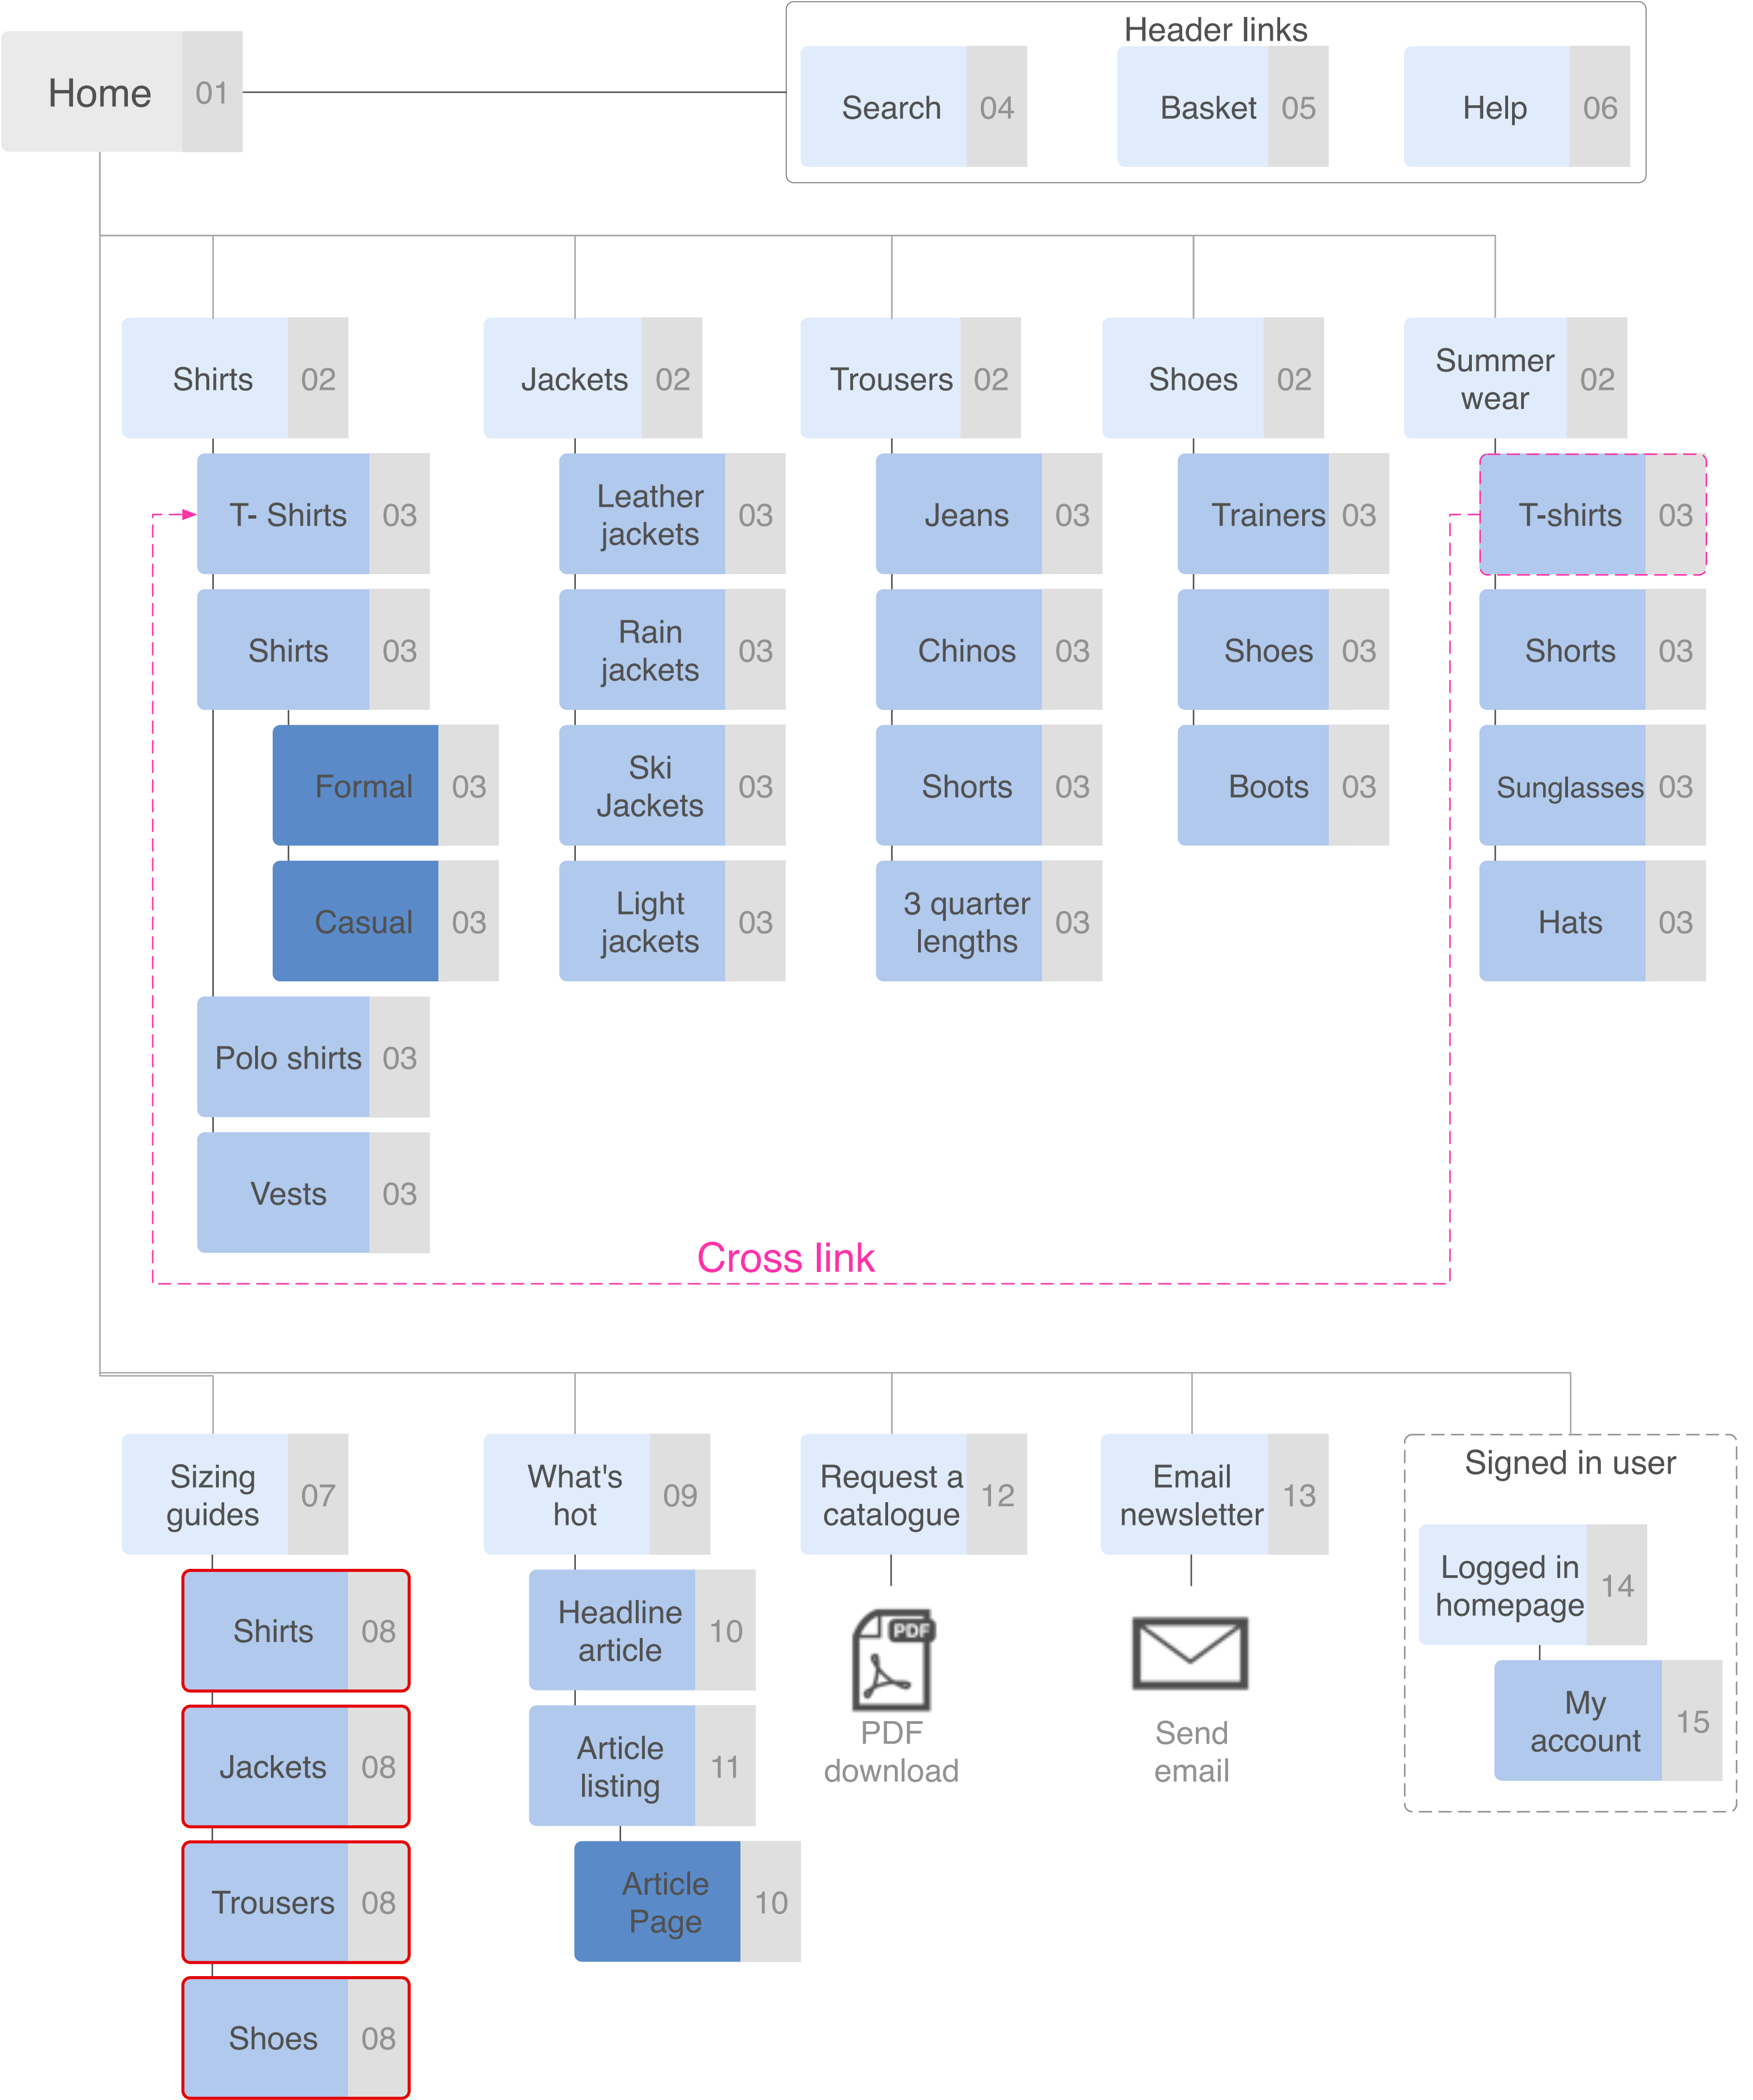 Header links
Home 01
Search 04
Basket 05
Help 06
Shirts 02
Jackets 02
Trousers 02
Shoes 02
Summer
wear 02
T- Shirts 03
Shirts 03
Formal 03
Casual 03
Polo shirts 03
Vests 03
Leather
jackets 03
Rain
jackets 03
Ski
Jackets 03
Light
jackets 03
Jeans 03
Chinos 03
Shorts 03
3 quarter
lengths 03
Trainers 03
Shoes 03
Boots 03
T-shirts 03
Shorts 03
Sunglasses 03
Hats 03
Cross link
Sizing
guides 07
Shirts 08
Jackets 08
Trousers 08
Shoes 08
What's
hot 09
Headline
article 10
Article
listing 11
Article
Page 10
Request a
catalogue 12
PDF
PDF
download
Email
newsletter 13
Send
email
Signed in user
Logged in
homepage 14
My
account 15